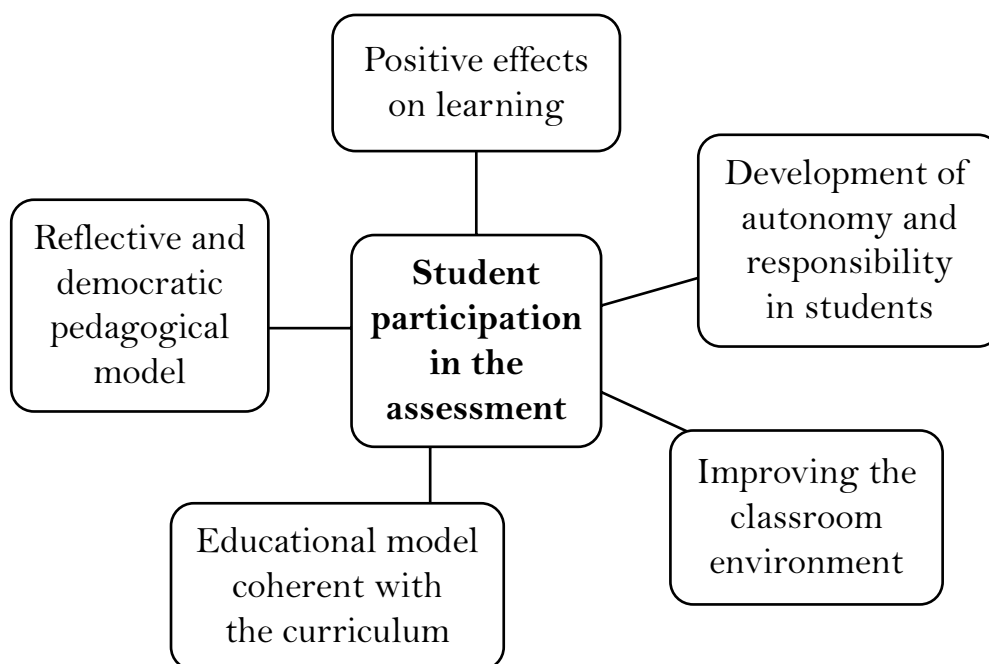 Positive effects
on learning
Development of
autonomy and
responsibility
in students
Reflective and
democratic
pedagogical
model
Student
participation
in the
assessment
Improving the
classroom
environment
Educational model
coherent with
the curriculum